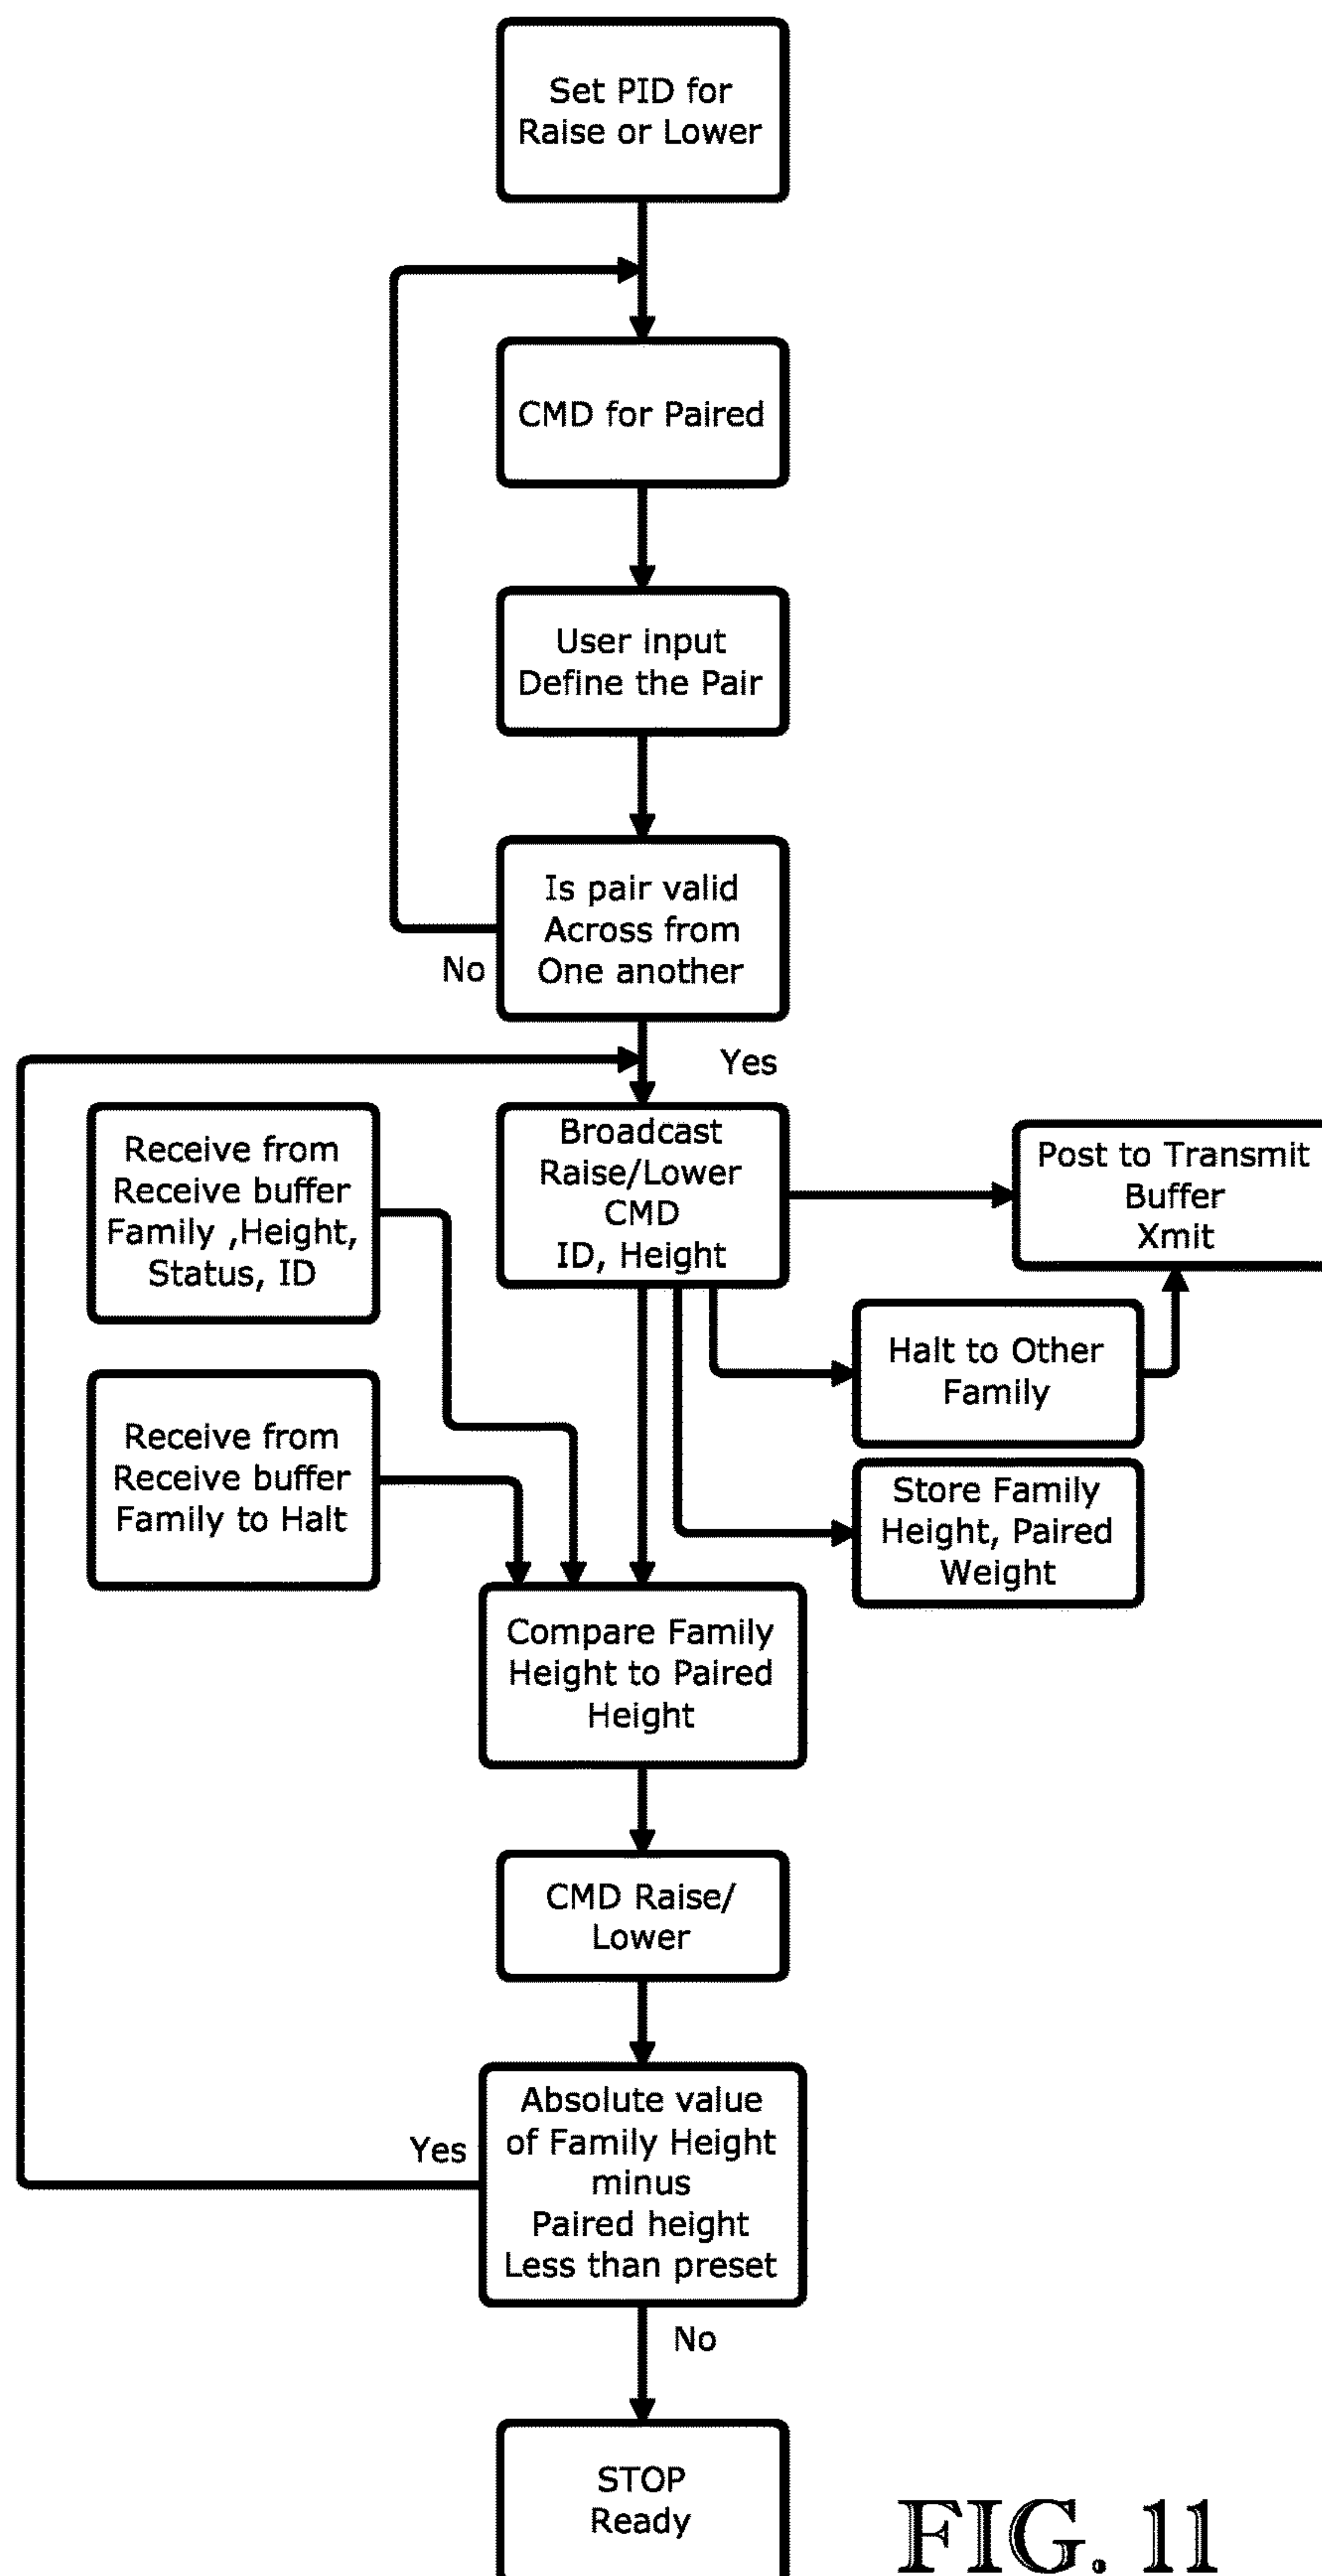 Set PID for
Raise or Lower
CMD for Paired
User input
Define the Pair
Is pair valid
Across from
One another
No
Yes
Receive from
Receive buffer
Family ,Height,
Status, ID
Broadcast
Raise/Lower
CMD
ID, Height
Post to Transmit
Buffer
Xmit
Halt to Other
Family
Receive from
Receive buffer
Family to Halt
Store Family
Height, Paired
Weight
Compare Family
Height to Paired
Height
CMD Raise/
Lower
Yes
Absolute value
of Family Height
minus
Paired height
Less than preset
No
STOP
Ready
FIG. 11